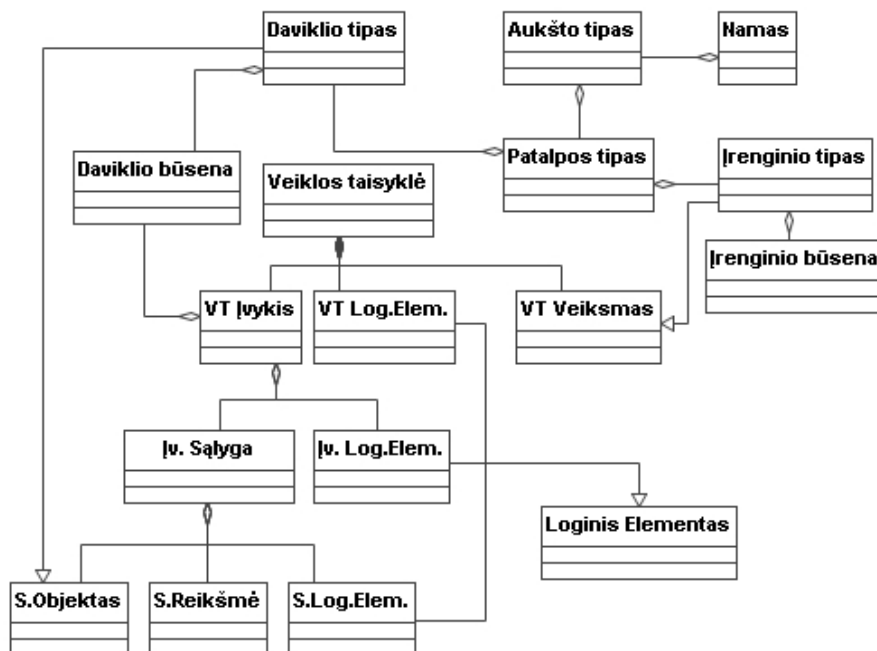 Daviklio tipas
Aukšto tipas
Namas
Daviklio būsena
Veiklos taisyklė
Patalpos tipas
Įrenginio tipas
Įrenginio būsena
VT Įvykis
VT Log.Elem.
VT Veiksmas
Įv. Sąlyga
Įv. Log.Elem.
Loginis Elementas
S.Objektas
S.Reikšmė
S.Log.Elem.